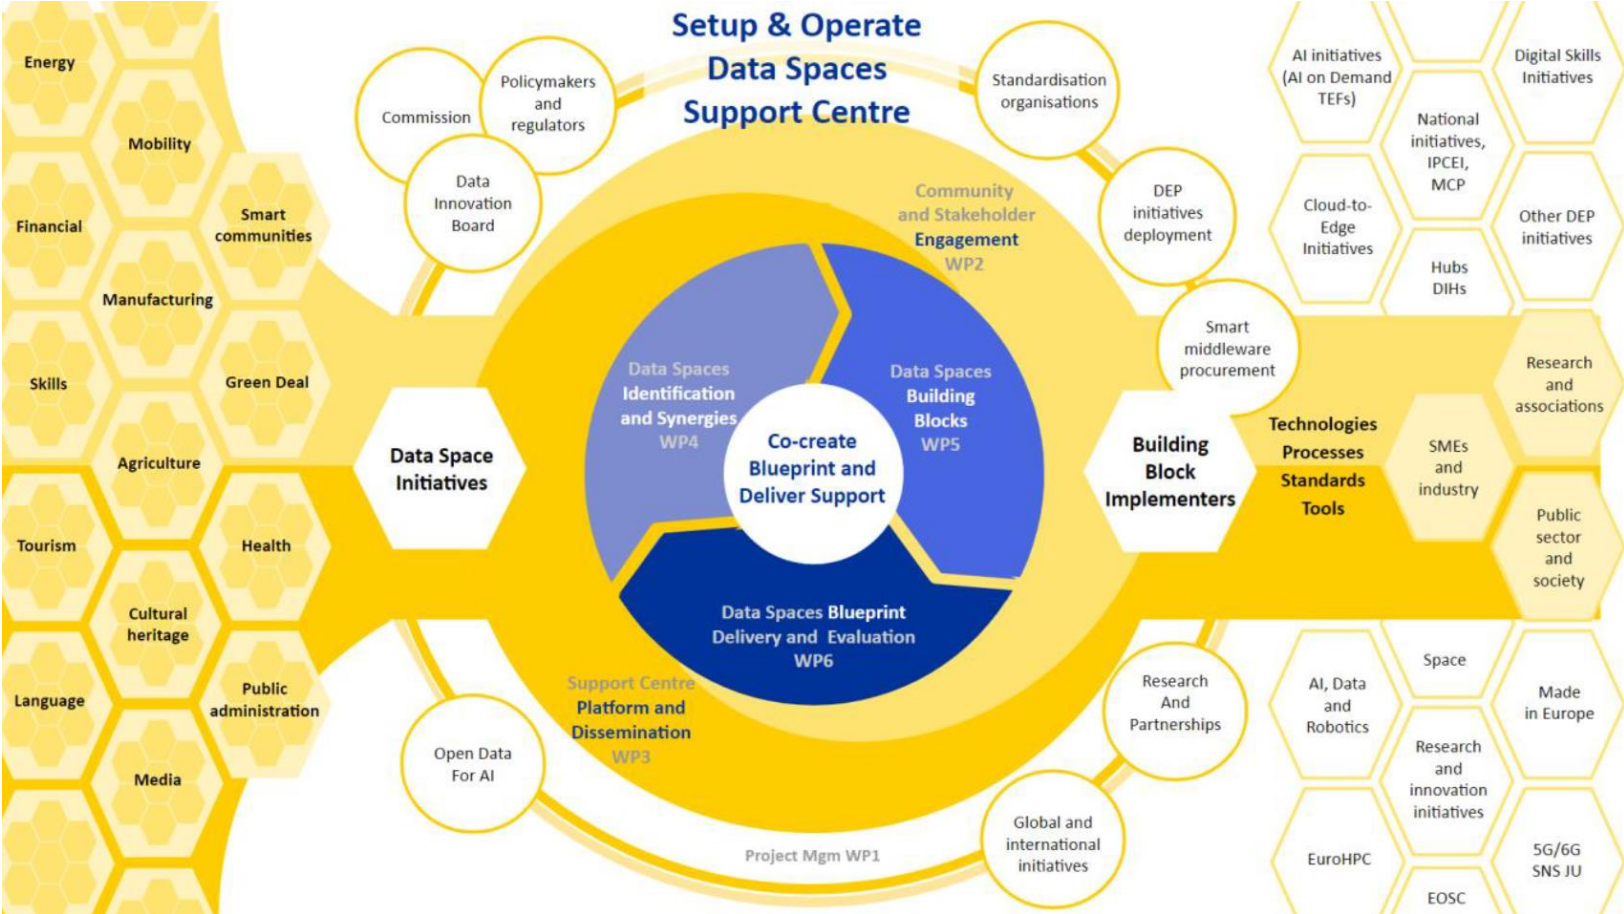 Setup & Operate
Data Spaces
Support Centre
Energy
Mobility
Financial
Smart
communities
Manufacturing
Skills
Green Deal
Agriculture
Tourism
Health
Cultural
heritage
Language
Public
administration
Media
Commission
Policymakers
and
regulators
Data
Innovation
Board
Standardisation
organisations
DEP
initiatives
deployment
Smart
middleware
procurement
Community
and Stakeholder
Engagement
WP2
Data Spaces
Identification
and Synergies
WP4
Data Spaces
Building
Blocks
WP5
Co-create
Blueprint and
Deliver Support
Data Spaces Blueprint
Delivery and Evaluation
WP6
Support Centre
Platform and
Dissemination
WP3
Data Space
Initiatives
Building
Block
Implementers
Technologies
Processes
Standards
Tools
Open Data
For AI
Project Mgm WP1
Global and
international
initiatives
Research
And
Partnerships
AI initiatives
(AI on Demand
TEFs)
Digital Skills
Initiatives
National
initiatives,
IPCEI,
MCP
Cloud-to-
Edge
Initiatives
Other DEP
initiatives
Hubs
DIHs
Research
and
associations
SMEs
and
industry
Public
sector
and
society
Space
AI, Data
and
Robotics
Made
in Europe
Research
and
innovation
initiatives
EuroHPC
5G/6G
SNS JU
EOSC